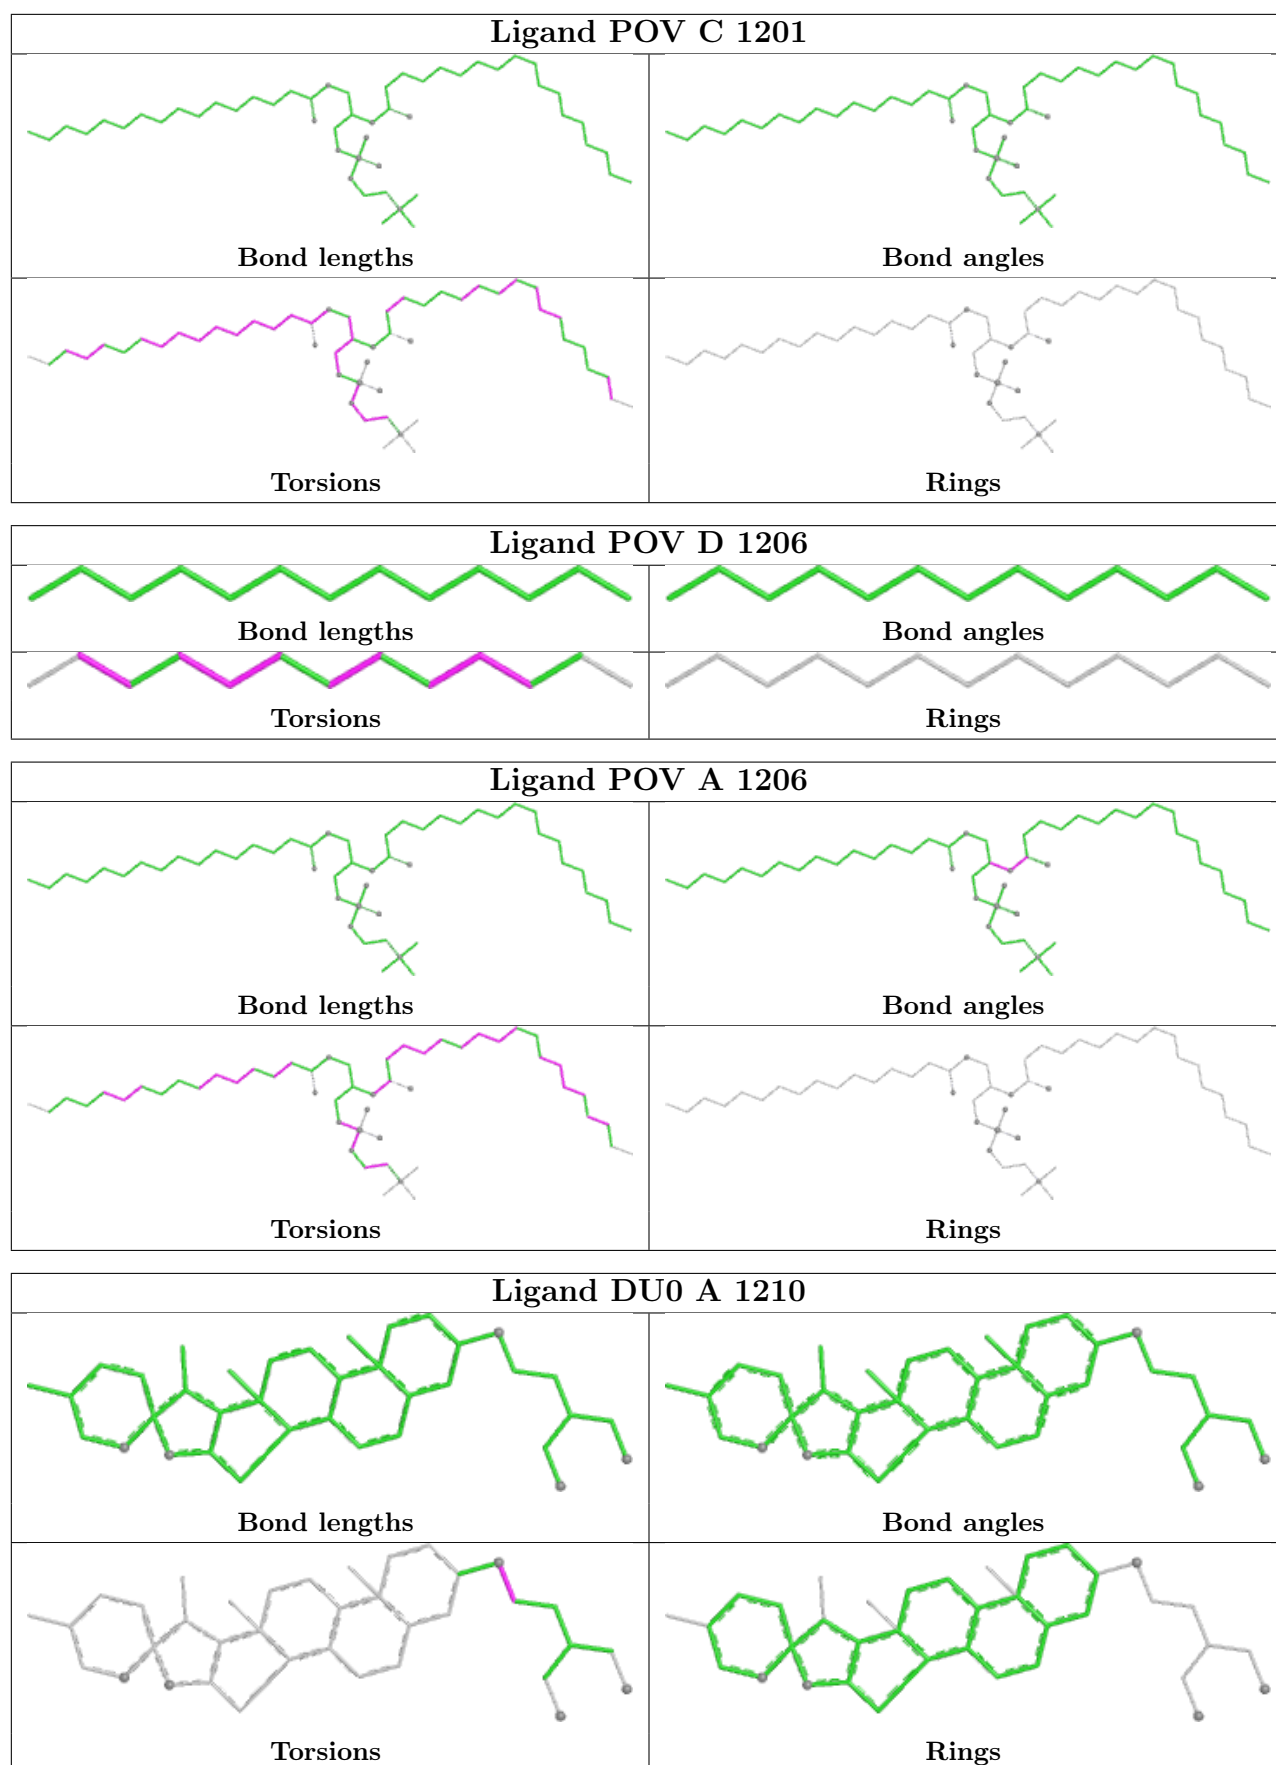 Ligand POV C 1201
Bond lengths
Bond angles
Torsions
Rings
Ligand POV D 1206
Bond lengths
Bond angles
Torsions
Rings
Ligand POV A 1206
Bond lengths
Bond angles
Torsions
Rings
Ligand DU0 A 1210
Bond lengths
Bond angles
Torsions
Rings